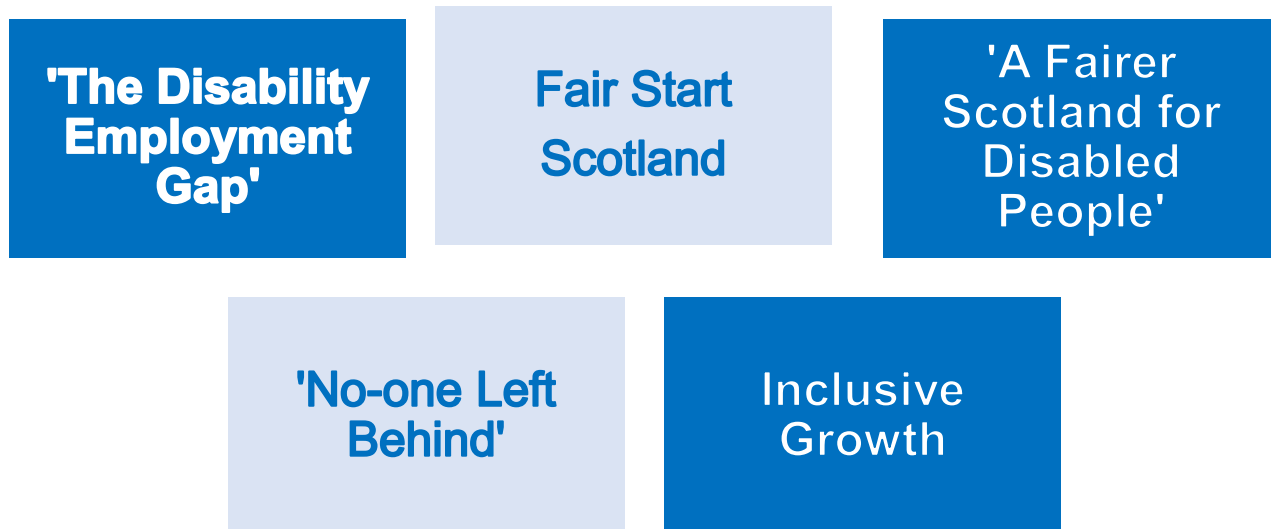 'The Disability
Employment
Gap'
Fair Start
Scotland
'A Fairer
Scotland for
Disabled
People'
'No-one Left
Behind'
Inclusive
Growth